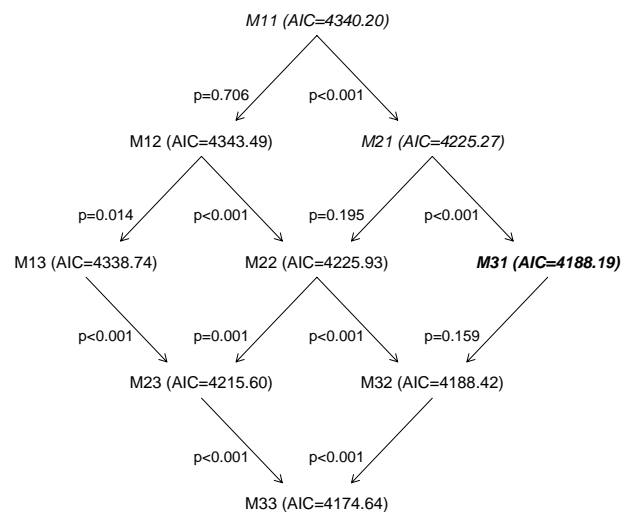 M11 (AIC=4340.20)
p=0.706 p<0.001
M12 (AIC=4343.49) M21 (AIC=4225.27)
p=0.014 p<0.001 p=0.195 p<0.001
M13 (AIC=4338.74) M22 (AIC=4225.93) M31 (AIC=4188.19)
p<0.001 p=0.001 p<0.001 p=0.159
M23 (AIC=4215.60) M32 (AIC=4188.42)
p<0.001 p<0.001
M33 (AIC=4174.64)